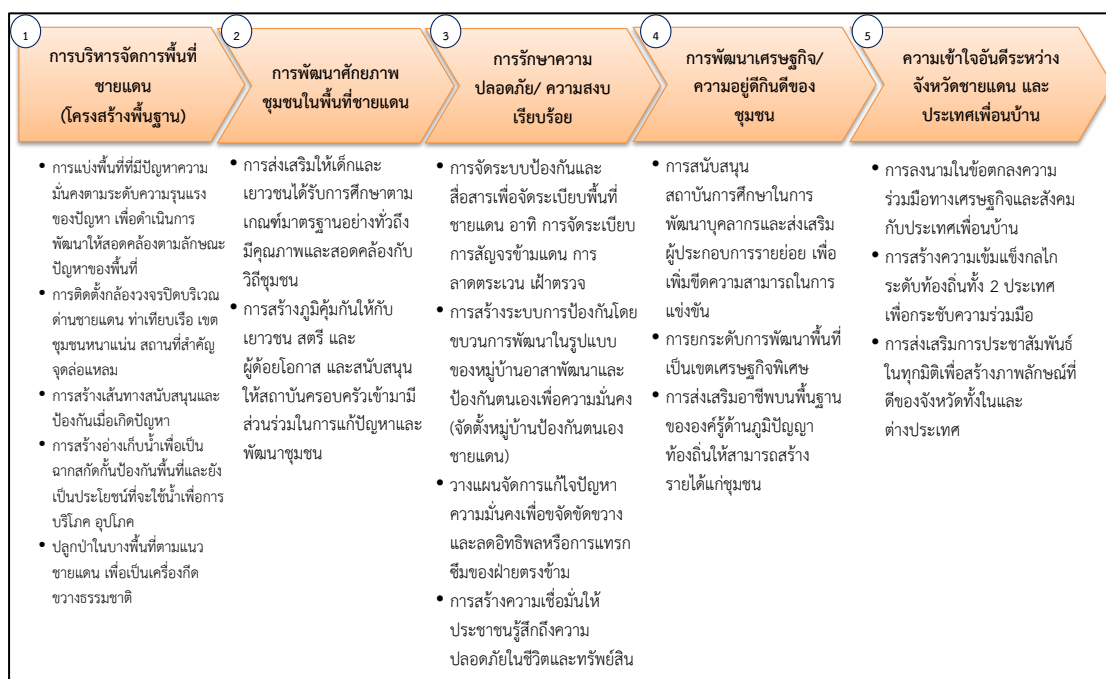 1
การบริหารจัดการพื้นที่
ชายแดน
(โครงสร้างพื้นฐาน)
• การแบ่งพื้นที่ที่มีปัญหาความ
มั่นคงตามระดับความรุนแรง
ของปัญหา เพื่อดำเนินการ
พัฒนาให้สอดคล้องตามลักษณะ
ปัญหาของพื้นที่
• การติดตั้งกล้องวงจรปิดบริเวณ
ด่านชายแดน ท่าเทียบเรือ เขต
ชุมชนหนาแน่น สถานที่สำคัญ
จุดล่อแหลม
• การสร้างเส้นทางสนับสนุนและ
ป้องกันเมื่อเกิดปัญหา
• การสร้างอ่างเก็บน้ำเพื่อเป็น
ฉากสกัดกั้นป้องกันพื้นที่และยัง
เป็นประโยชน์ที่จะใช้น้ำเพื่อการ
บริโภค อุปโภค
• ปลูกป่าในบางพื้นที่ตามแนว
ชายแดน เพื่อเป็นเครื่องกีด
ขวางธรรมชาติ
2
การพัฒนาศักยภาพ
ชุมชนในพื้นที่ชายแดน
• การส่งเสริมให้เด็กและ
เยาวชนได้รับการศึกษาตาม
เกณฑ์มาตรฐานอย่างทั่วถึง
มีคุณภาพและสอดคล้องกับ
วิถีชุมชน
• การสร้างภูมิคุ้มกันให้กับ
เยาวชน สตรี และ
ผู้ด้อยโอกาส และสนับสนุน
ให้สถาบันครอบครัวเข้ามามี
ส่วนร่วมในการแก้ปัญหาและ
พัฒนาชุมชน
3
การรักษาความ
ปลอดภัย/ ความสงบ
เรียบร้อย
• การจัดระบบป้องกันและ
สื่อสารเพื่อจัดระเบียบพื้นที่
ชายแดน อาทิ การจัดระเบียบ
การสัญจรข้ามแดน การ
ลาดตระเวน เฝ้าตรวจ
• การสร้างระบบการป้องกันโดย
ขบวนการพัฒนาในรูปแบบ
ของหมู่บ้านอาสาพัฒนาและ
ป้องกันตนเองเพื่อความมั่นคง
(จัดตั้งหมู่บ้านป้องกันตนเอง
ชายแดน)
• วางแผนจัดการแก้ไขปัญหา
ความมั่นคงเพื่อขจัดขัดขวาง
และลดอิทธิพลหรือการแทรก
ซึมของฝ่ายตรงข้าม
• การสร้างความเชื่อมั่นให้
ประชาชนรู้สึกถึงความ
ปลอดภัยในชีวิตและทรัพย์สิน
4
การพัฒนาเศรษฐกิจ/
ความอยู่ดีกินดีของ
ชุมชน
• การสนับสนุน
สถาบันการศึกษาในการ
พัฒนาบุคลากรและส่งเสริม
ผู้ประกอบการรายย่อย เพื่อ
เพิ่มขีดความสามารถในการ
แข่งขัน
• การยกระดับการพัฒนาพื้นที่
เป็นเขตเศรษฐกิจพิเศษ
• การส่งเสริมอาชีพบนพื้นฐาน
ขององค์รู้ด้านภูมิปัญญา
ท้องถิ่นให้สามารถสร้าง
รายได้แก่ชุมชน
5
ความเข้าใจอันดีระหว่าง
จังหวัดชายแดน และ
ประเทศเพื่อนบ้าน
• การลงนามในข้อตกลงความ
ร่วมมือทางเศรษฐกิจและสังคม
กับประเทศเพื่อนบ้าน
• การสร้างความเข้มแข็งกลไก
ระดับท้องถิ่นทั้ง 2 ประเทศ
เพื่อกระชับความร่วมมือ
• การส่งเสริมการประชาสัมพันธ์
ในทุกมิติเพื่อสร้างภาพลักษณ์ที่
ดีของจังหวัดทั้งในและ
ต่างประเทศ